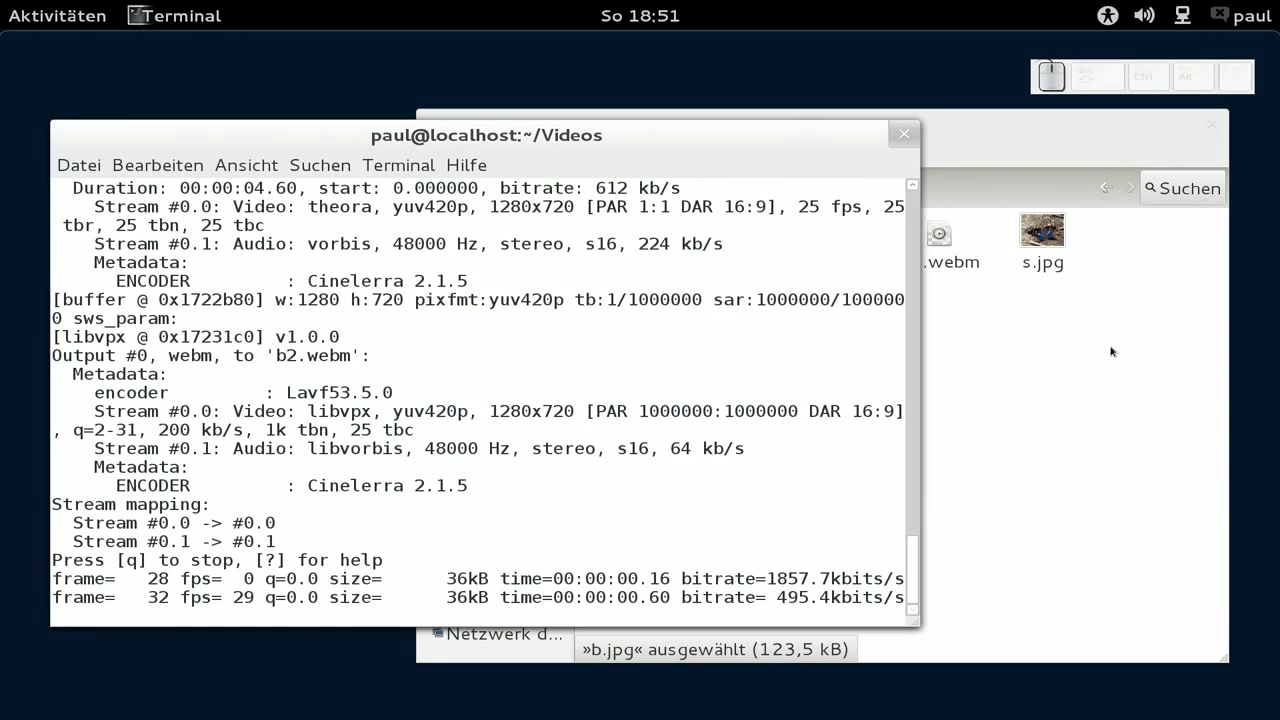 Aktivitäten Terminal So 18:51 paul
Ctrl Alt
paul@localhost:~/Videos
Datei Bearbeiten Ansicht Suchen Terminal Hilfe
Duration: 00:00:04.60, start: 0.000000, bitrate: 612 kb/s
Stream #0.0: Video: theora, yuv420p, 1280x720 [PAR 1:1 DAR 16:9], 25 fps, 25
tbr, 25 tbn, 25 tbc
Stream #0.1: Audio: vorbis, 48000 Hz, stereo, s16, 224 kb/s
Metadata:
ENCODER : Cinelerra 2.1.5
[buffer @ 0x1722b80] w:1280 h:720 pixfmt:yuv420p tb:1/1000000 sar:1000000/100000
0 sws_param:
[libvpx @ 0x17231c0] v1.0.0
Output #0, webm, to 'b2.webm':
Metadata:
encoder : Lavf53.5.0
Stream #0.0: Video: libvpx, yuv420p, 1280x720 [PAR 1000000:1000000 DAR 16:9]
, q=2-31, 200 kb/s, 1k tbn, 25 tbc
Stream #0.1: Audio: libvorbis, 48000 Hz, stereo, s16, 64 kb/s
Metadata:
ENCODER : Cinelerra 2.1.5
Stream mapping:
Stream #0.0 -> #0.0
Stream #0.1 -> #0.1
Press [q] to stop, [?] for help
frame= 28 fps= 0 q=0.0 size= 36kB time=00:00:00.16 bitrate=1857.7kbits/s
frame= 32 fps= 29 q=0.0 size= 36kB time=00:00:00.60 bitrate= 495.4kbits/s
Suchen
.webm
s.jpg
Netzwerk d...
»b.jpg« ausgewählt (123,5 kB)